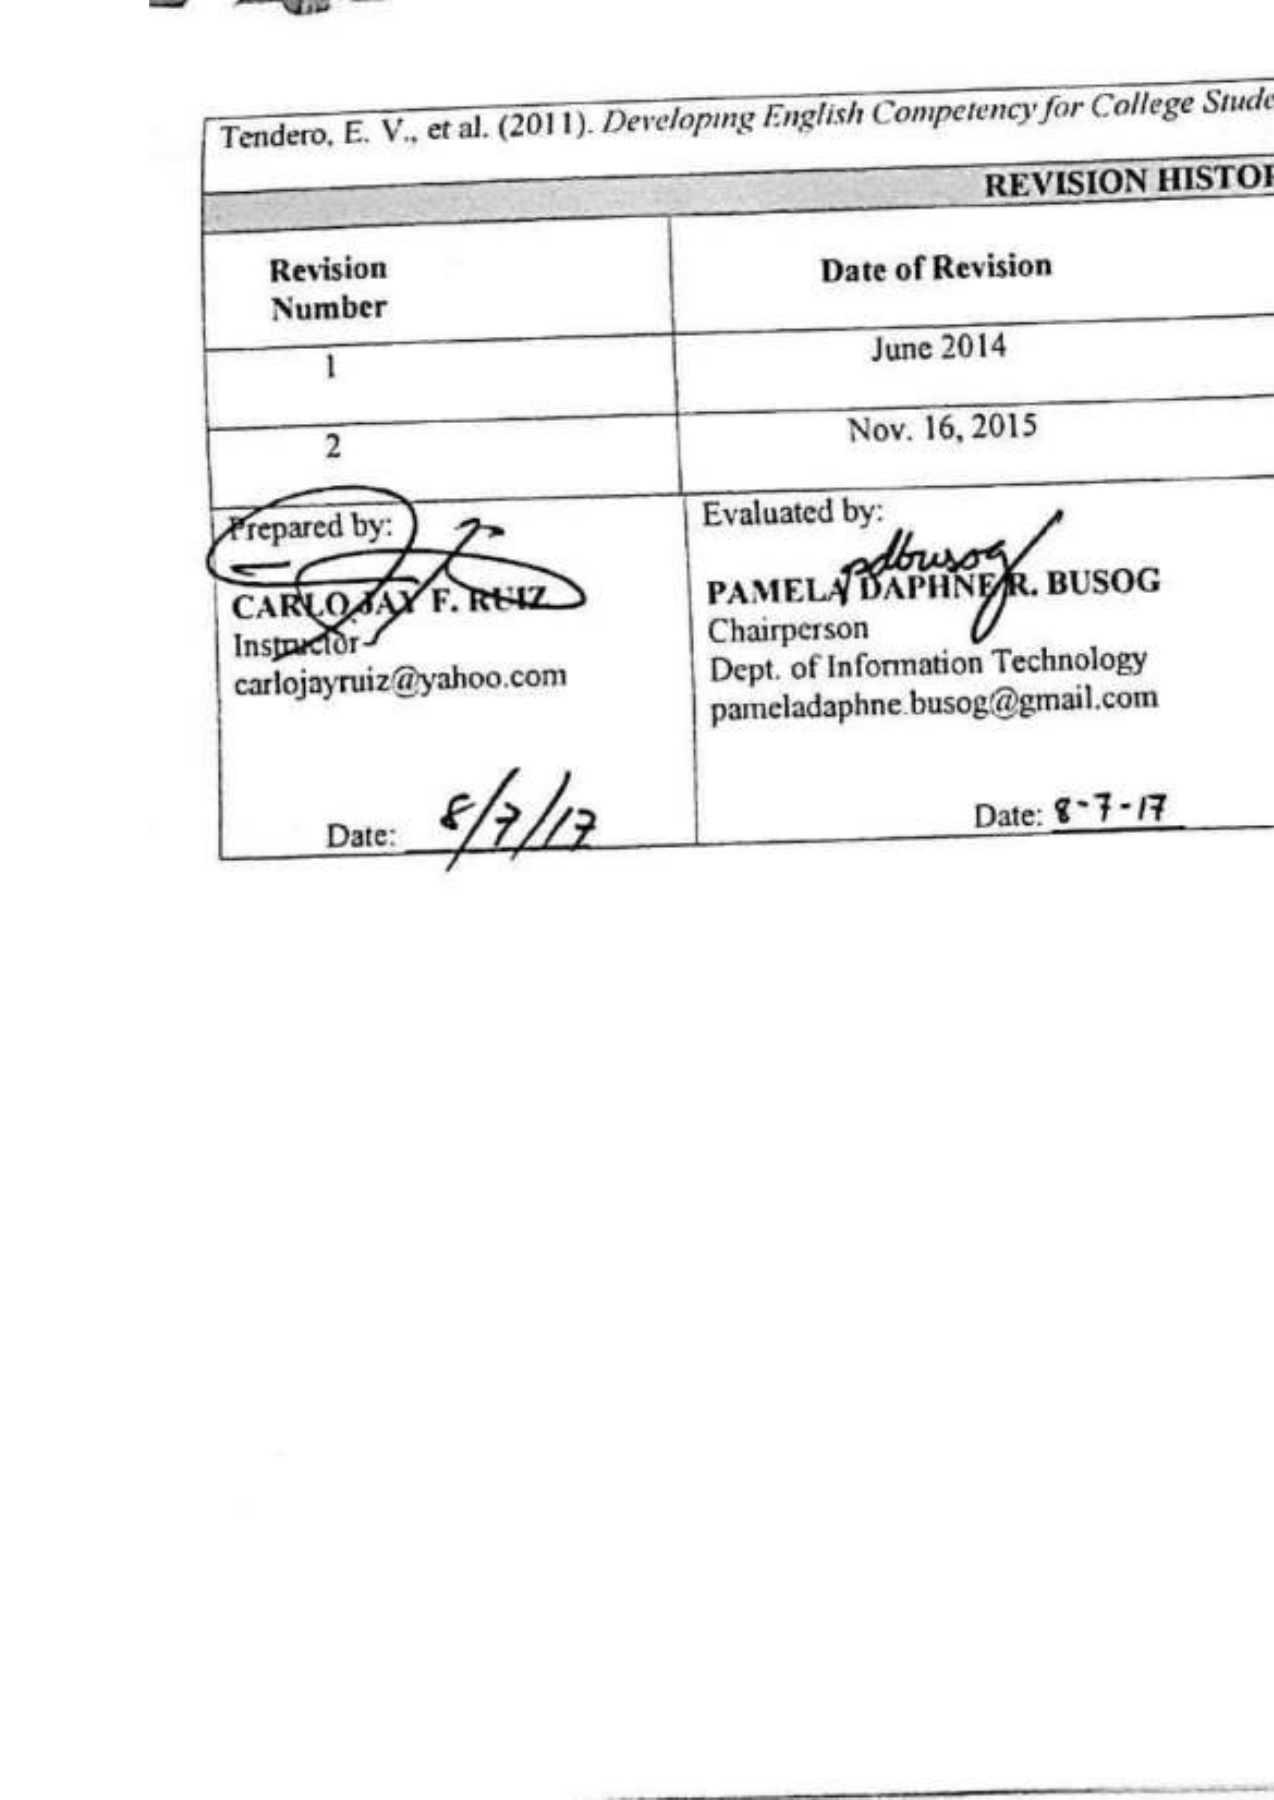 Tendero, E. V., et al. (2011). Developing English Competency for College Stude
REVISION HISTOR
Revision Number
Date of Revision
1
June 2014
2
Nov. 16, 2015
Prepared by:
CARLO JAY F. RUIZ
Instructor
carlojayruiz@yahoo.com
Date: 8/7/17
Evaluated by:
pdbusog
PAMELA DAPHNE R. BUSOG
Chairperson
Dept. of Information Technology
pameladaphne.busog@gmail.com
Date: 8-7-17